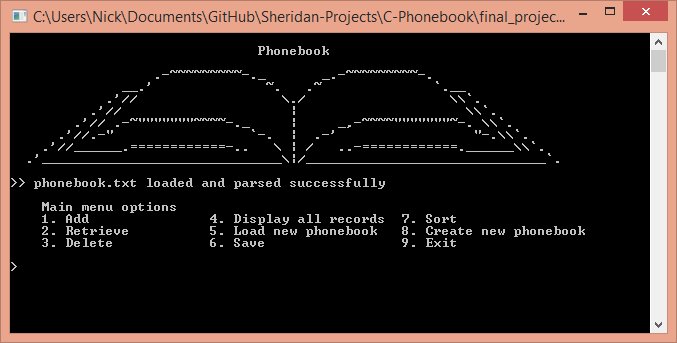 C:\Users\Nick\Documents\GitHub\Sheridan-Projects\C-Phonebook\final_projec...
Phonebook
>> phonebook.txt loaded and parsed successfully
Main menu options
1. Add 4. Display all records 7. Sort
2. Retrieve 5. Load new phonebook 8. Create new phonebook
3. Delete 6. Save 9. Exit
>